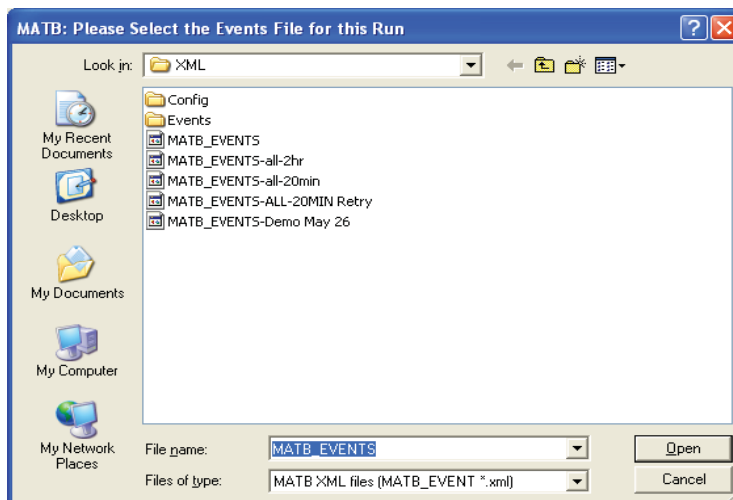 MATB: Please Select the Events File for this Run
Look in:
XML
My Recent
Documents
Desktop
My Documents
My Computer
My Network
Places
Config
Events
MATB_EVENTS
MATB_EVENTS-all-2hr
MATB_EVENTS-all-20min
MATB_EVENTS-ALL-20MIN Retry
MATB_EVENTS-Demo May 26
File name:
MATB_EVENTS
Open
Files of type:
MATB XML files (MATB_EVENT *.xml)
Cancel